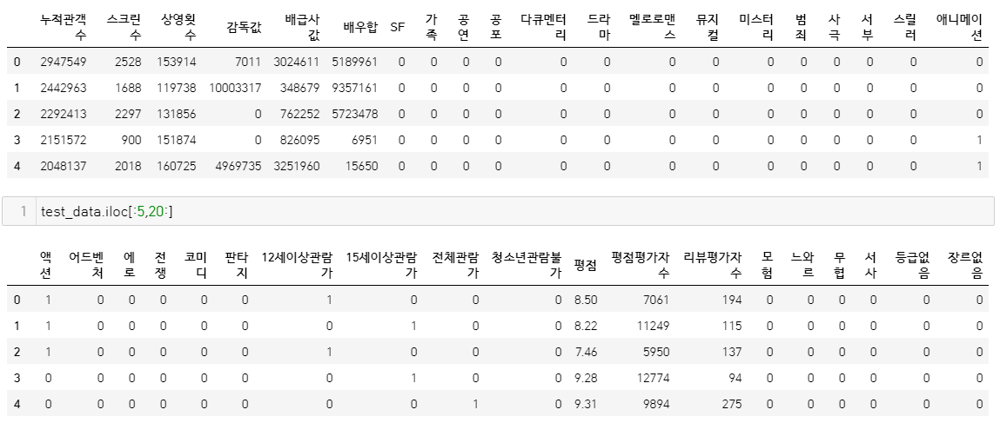 누적관객수 스크린수 상영횟수 감독값 배급사값 배우합 SF 가족 공연 공포 다큐멘터리 드라마 멜로로맨스 뮤지컬 미스터리 범죄 사극 서부 스릴러 애니메이션
0 2947549 2528 153914 7011 3024611 5189961 0 0 0 0 0 0 0 0 0 0 0 0 0 0
1 2442963 1688 119738 10003317 348679 9357161 0 0 0 0 0 0 0 0 0 0 0 0 0 0
2 2292413 2297 131856 0 762252 5723478 0 0 0 0 0 0 0 0 0 0 0 0 0 0
3 2151572 900 151874 0 826095 6951 0 0 0 0 0 0 0 0 0 0 0 0 0 1
4 2048137 2018 160725 4969735 3251960 15650 0 0 0 0 0 0 0 0 0 0 0 0 0 1
1 test_data.iloc[:5,20:]
액션 어드벤처 에로 전쟁 코미디 판타지 12세이상관람가 15세이상관람가 전체관람가 청소년관람불가 평점 평점평가자수 리뷰평가자수 모험 느와르 무협 서사 등급없음 장르없음
0 1 0 0 0 0 0 1 0 0 0 8.50 7061 194 0 0 0 0 0 0
1 1 0 0 0 0 0 0 1 0 0 8.22 11249 115 0 0 0 0 0 0
2 1 0 0 0 0 0 1 0 0 0 7.46 5950 137 0 0 0 0 0 0
3 0 0 0 0 0 0 0 1 0 0 9.28 12774 94 0 0 0 0 0 0
4 0 0 0 0 0 0 0 0 1 0 9.31 9894 275 0 0 0 0 0 0